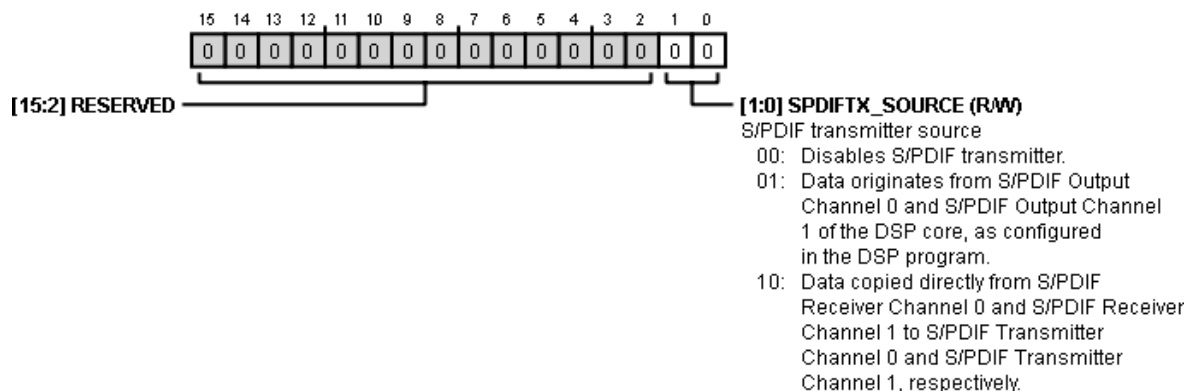 15 14 13 12 11 10 9 8 7 6 5 4 3 2 1 0
0 0 0 0 0 0 0 0 0 0 0 0 0 0 0 0
[15:2] RESERVED
[1:0] SPDIFTX_SOURCE (R/W)
S/PDIF transmitter source
00: Disables S/PDIF transmitter.
01: Data originates from S/PDIF Output
Channel 0 and S/PDIF Output Channel
1 of the DSP core, as configured
in the DSP program.
10: Data copied directly from S/PDIF
Receiver Channel 0 and S/PDIF Receiver
Channel 1 to S/PDIF Transmitter
Channel 0 and S/PDIF Transmitter
Channel 1, respectively.